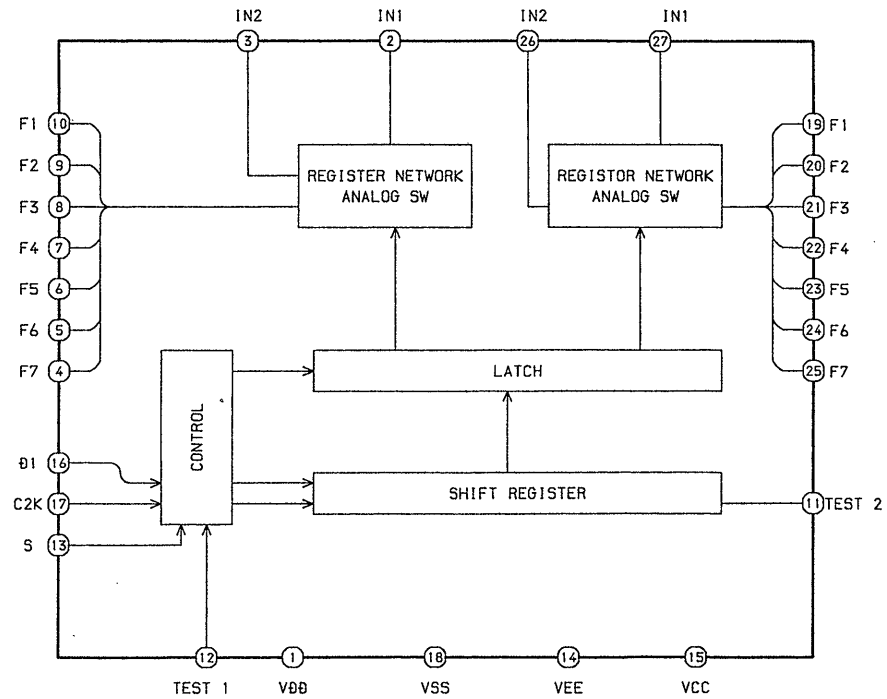 IN2 IN1 IN2 IN1
3 2 26 27
F1 10 19 F1
F2 9 20 F2
REGISTER NETWORK
ANALOG SW
REGISTOR NETWORK
ANALOG SW
F3 8 21 F3
F4 7 22 F4
F5 6 23 F5
F6 5 24 F6
F7 4 25 F7
LATCH
CONTROL
Ð1 16
SHIFT REGISTER
C2K 17 11 TEST 2
S 13
12 1 18 14 15
TEST 1 VÐÐ VSS VEE VCC